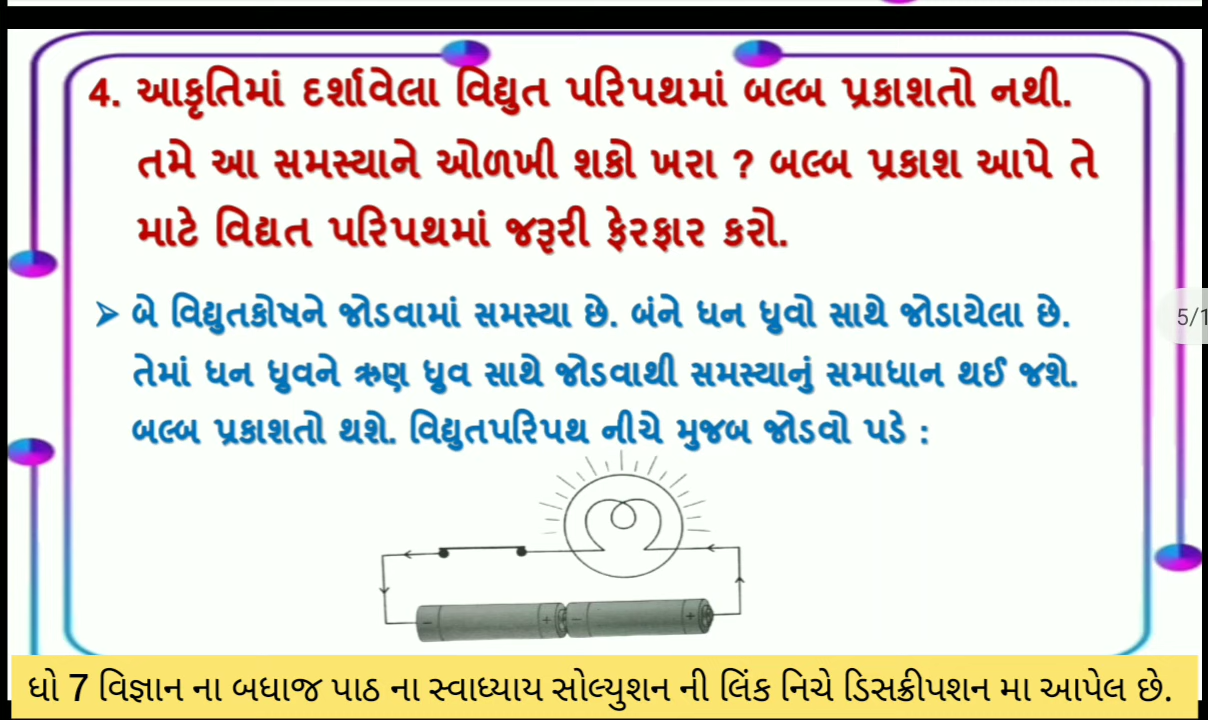 4. આકૃતિમાં દર્શાવેલા વિદ્યુત પરિપથમાં બલ્બ પ્રકાશતો નથી.
તમે આ સમસ્યાને ઓળખી શકો ખરા ? બલ્બ પ્રકાશ આપે તે
માટે વિદ્યત પરિપથમાં જરૂરી ફેરફાર કરો.
➢ બે વિદ્યુતકોષને જોડવામાં સમસ્યા છે. બંને ધન ધ્રુવો સાથે જોડાયેલા છે.
તેમાં ધન ધ્રુવને ઋણ ધ્રુવ સાથે જોડવાથી સમસ્યાનું સમાધાન થઈ જશે.
બલ્બ પ્રકાશતો થશે. વિદ્યુતપરિપથ નીચે મુજબ જોડવો પડે :
5/1
− + − +
ધો 7 વિજ્ઞાન ના બધાજ પાઠ ના સ્વાધ્યાય સોલ્યુશન ની લિંક નિચે ડિસક્રીપશન મા આપેલ છે.